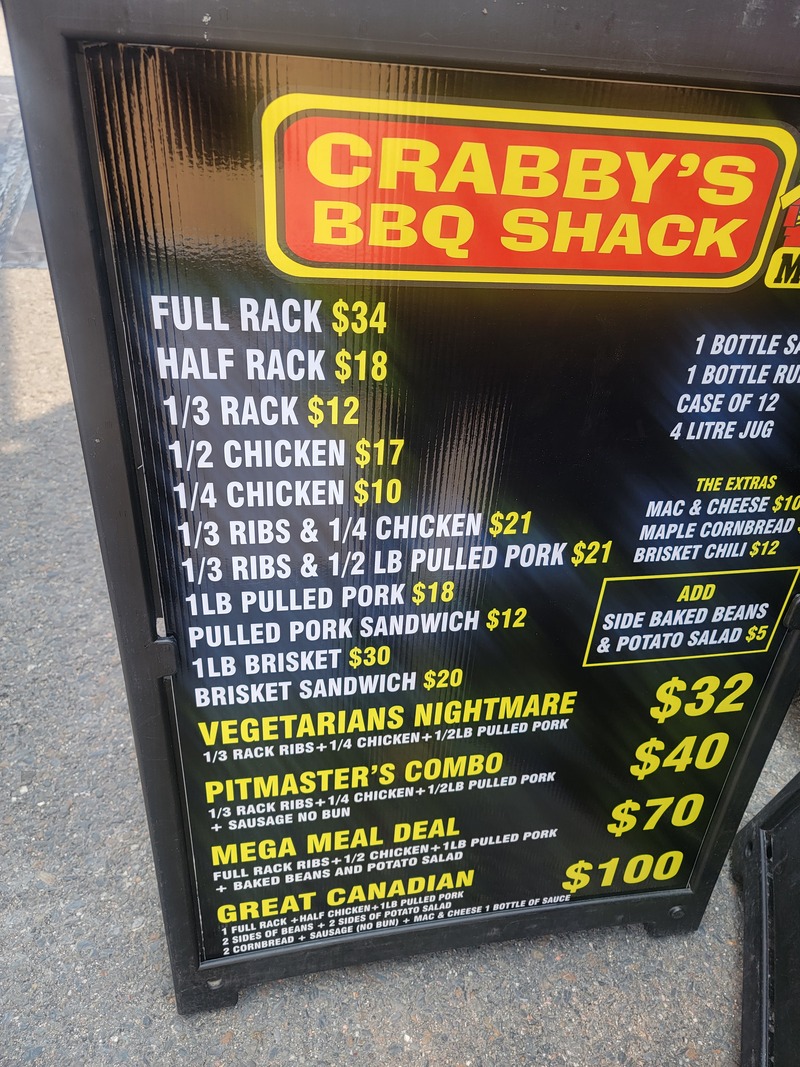 CRABBY'S
BBQ SHACK
FULL RACK $34
HALF RACK $18
1/3 RACK $12
1/2 CHICKEN $17
1/4 CHICKEN $10
1/3 RIBS & 1/4 CHICKEN $21
1/3 RIBS & 1/2 LB PULLED PORK $21
1LB PULLED PORK $18
PULLED PORK SANDWICH $12
1LB BRISKET $30
BRISKET SANDWICH $20
1 BOTTLE
1 BOTTLE
CASE OF 12
4 LITRE JUG
THE EXTRAS
MAC & CHEESE $10
MAPLE CORNBREAD
BRISKET CHILI $12
ADD
SIDE BAKED BEANS
& POTATO SALAD $5
VEGETARIANS NIGHTMARE $32
1/3 RACK RIBS+1/4 CHICKEN+1/2LB PULLED PORK
PITMASTER'S COMBO $40
1/3 RACK RIBS+1/4 CHICKEN+1/2LB PULLED PORK
+ SAUSAGE NO BUN
MEGA MEAL DEAL $70
FULL RACK RIBS+1/2 CHICKEN+1LB PULLED PORK
+ BAKED BEANS AND POTATO SALAD
GREAT CANADIAN $100
1 FULL RACK +HALF CHICKEN+1LB PULLED PORK
2 SIDES OF BEANS + 2 SIDES OF POTATO SALAD
2 CORNBREAD + SAUSAGE (NO BUN) + MAC & CHEESE 1 BOTTLE OF SAUCE